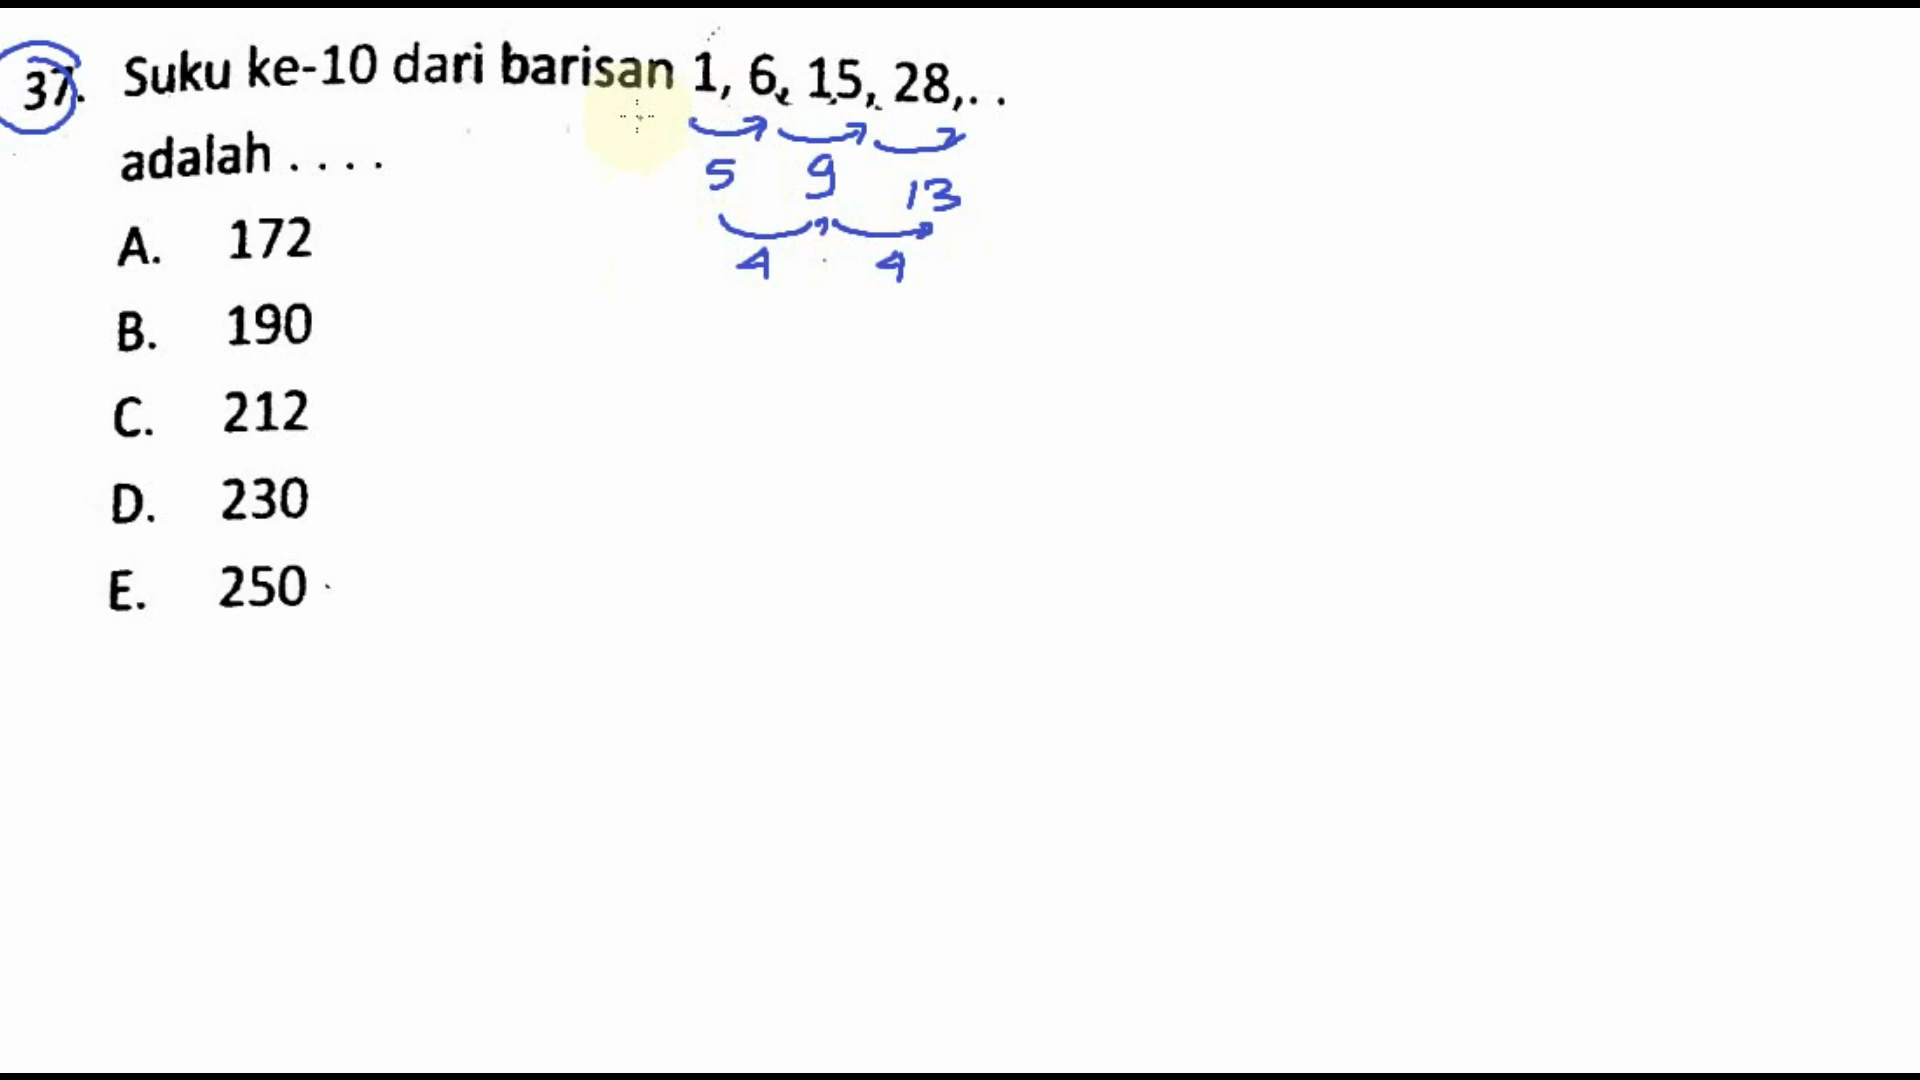 37. Suku ke-10 dari barisan 1, 6, 15, 28,. .
adalah . . . .
5 9 13
4 4
A. 172
B. 190
C. 212
D. 230
E. 250